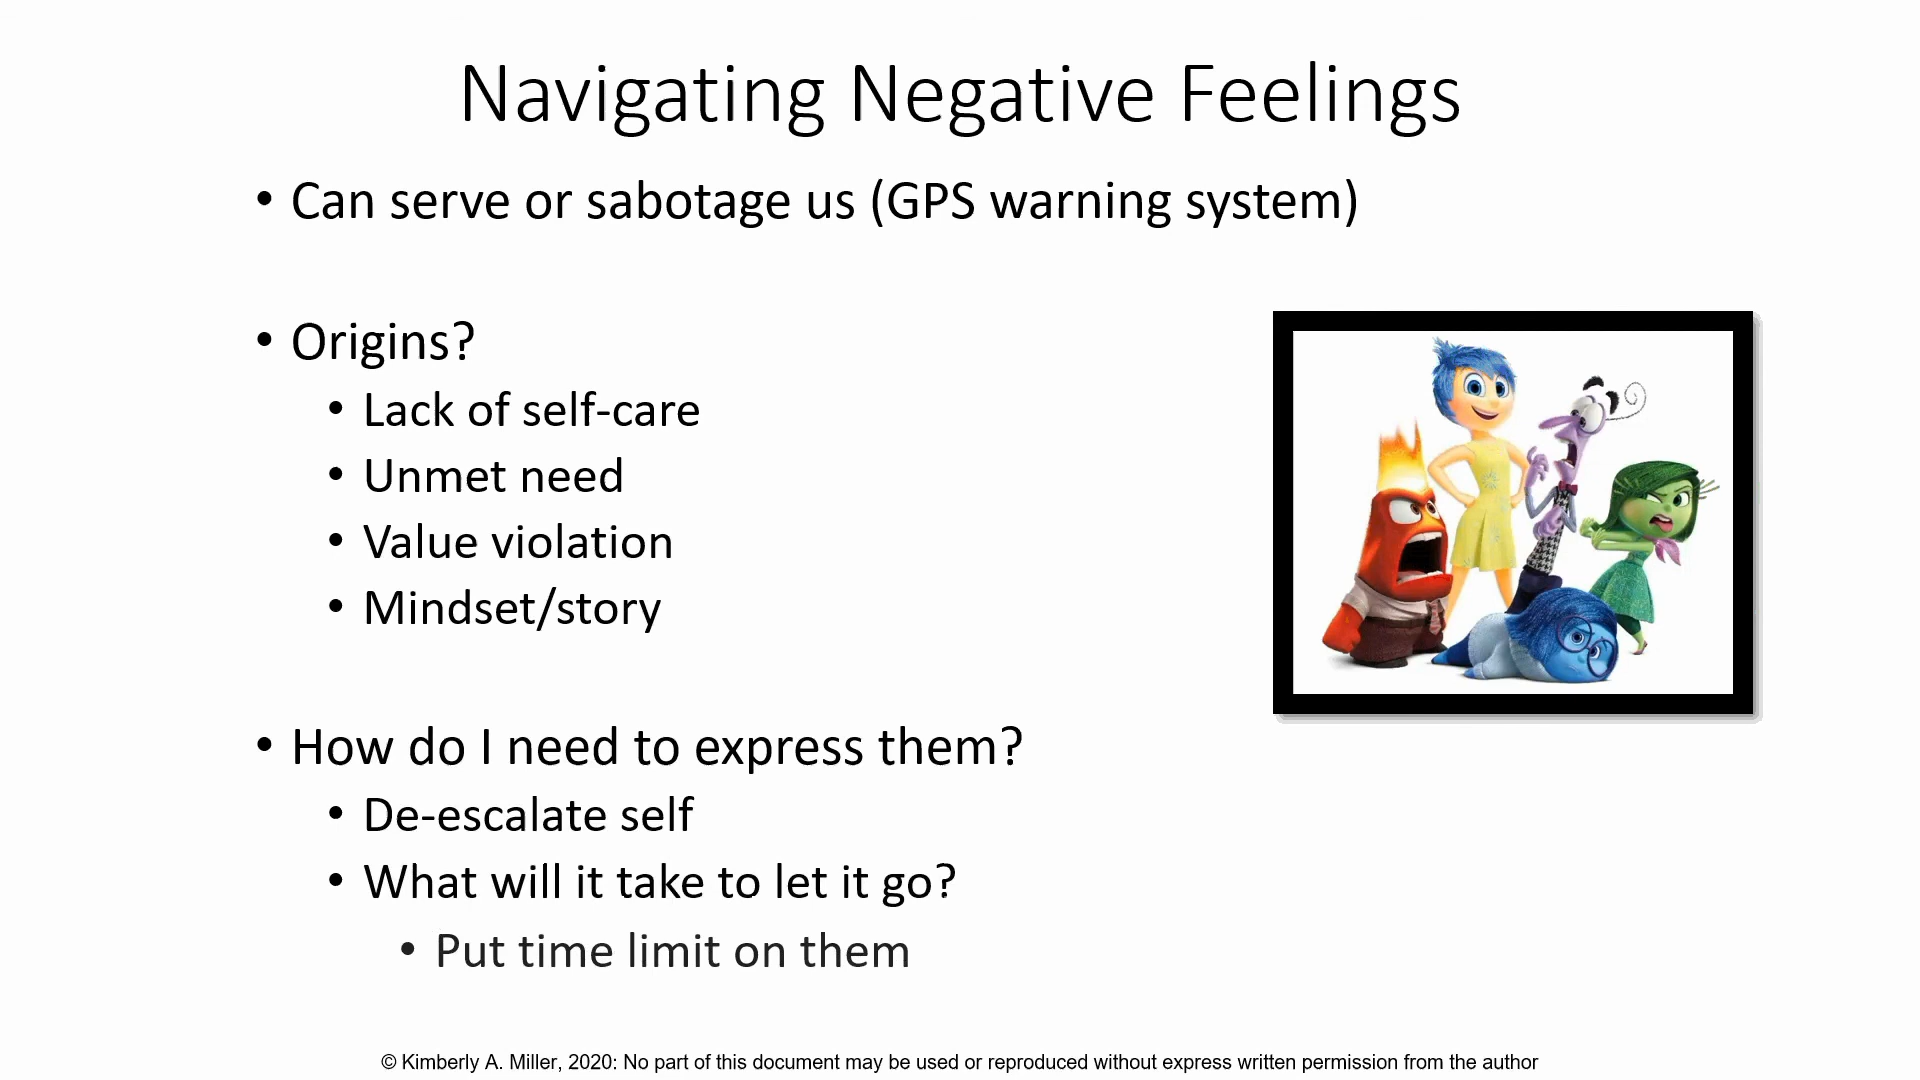 Navigating Negative Feelings
• Can serve or sabotage us (GPS warning system)
• Origins?
• Lack of self-care
• Unmet need
• Value violation
• Mindset/story
• How do I need to express them?
• De-escalate self
• What will it take to let it go?
• Put time limit on them
© Kimberly A. Miller, 2020: No part of this document may be used or reproduced without express written permission from the author